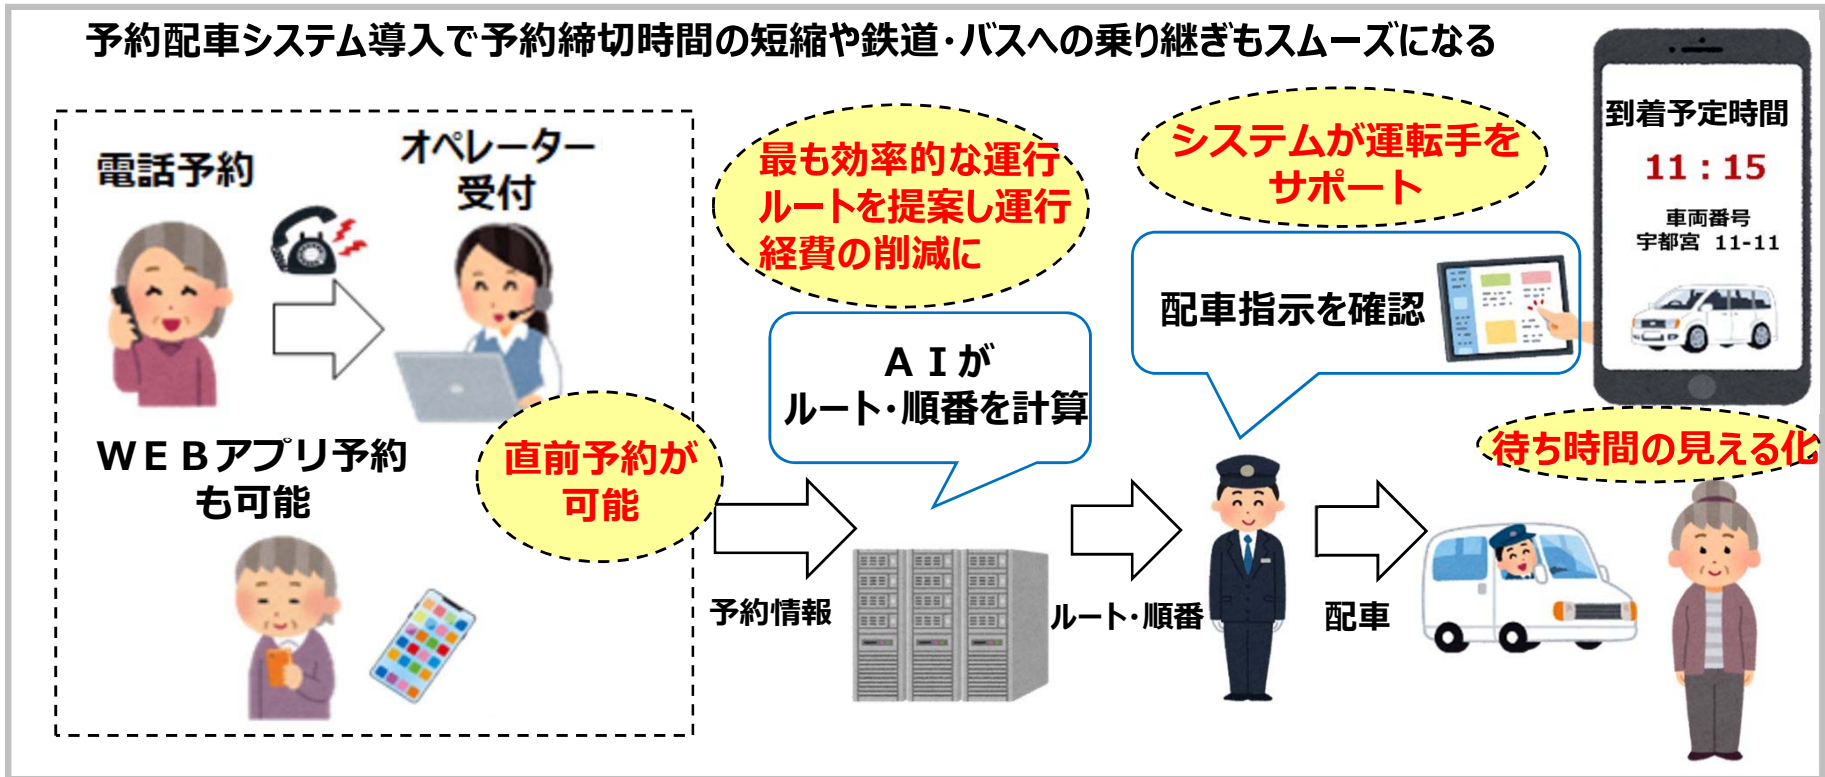 予約配車システム導入で予約締切時間の短縮や鉄道・バスへの乗り継ぎもスムーズになる
電話予約
オペレーター
受付
WEBアプリ予約
も可能
直前予約が
可能
予約情報
最も効率的な運行
ルートを提案し運行
経費の削減に
AIが
ルート・順番を計算
ルート・順番
システムが運転手を
サポート
配車指示を確認
配車
到着予定時間
11：15
車両番号
宇都宮 11-11
待ち時間の見える化